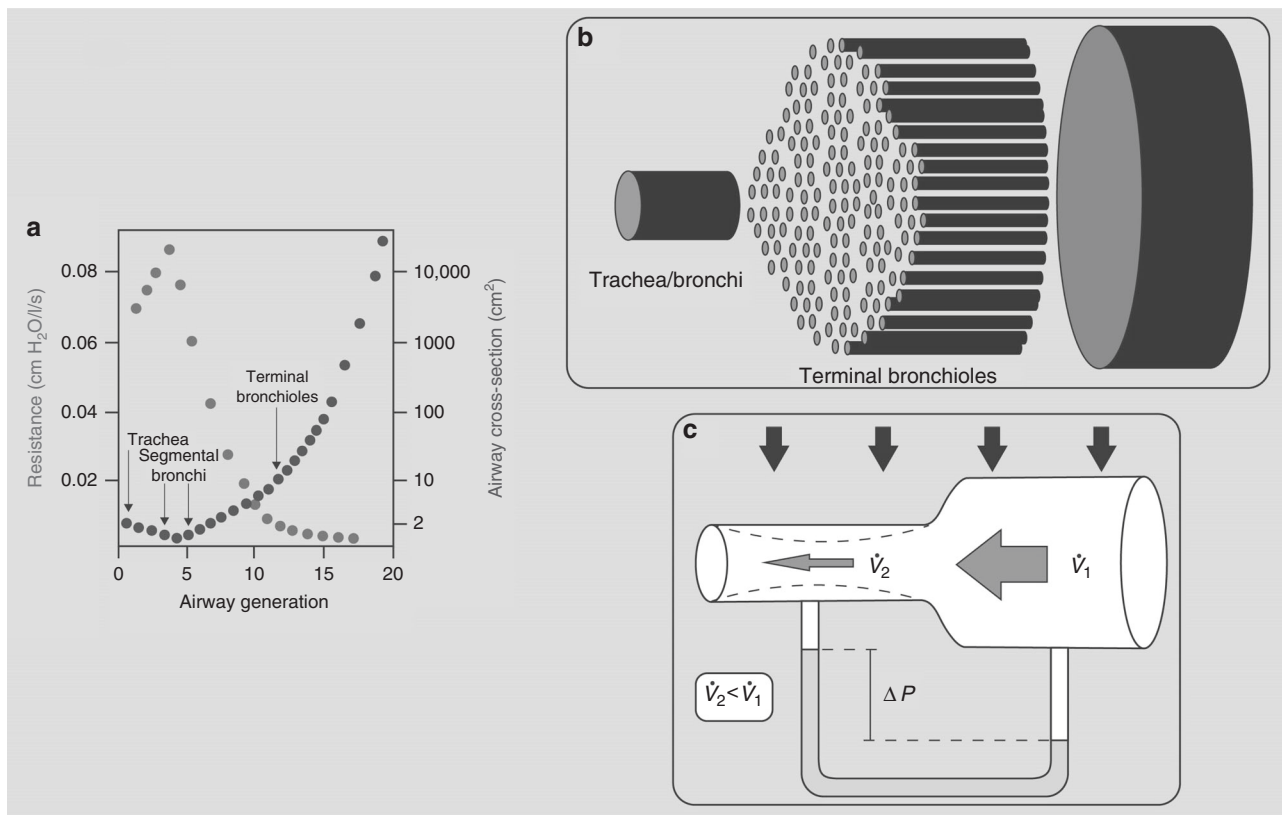 a
Resistance (cm H₂O/l/s)
0.08
0.06
0.04
0.02
Trachea
Segmental
bronchi
Terminal
bronchioles
10,000
1000
100
10
2
Airway cross-section (cm²)
0 5 10 15 20
Airway generation
b
Trachea/bronchi
Terminal bronchioles
c
V̇₂
V̇₁
V̇₂<V̇₁
Δ P